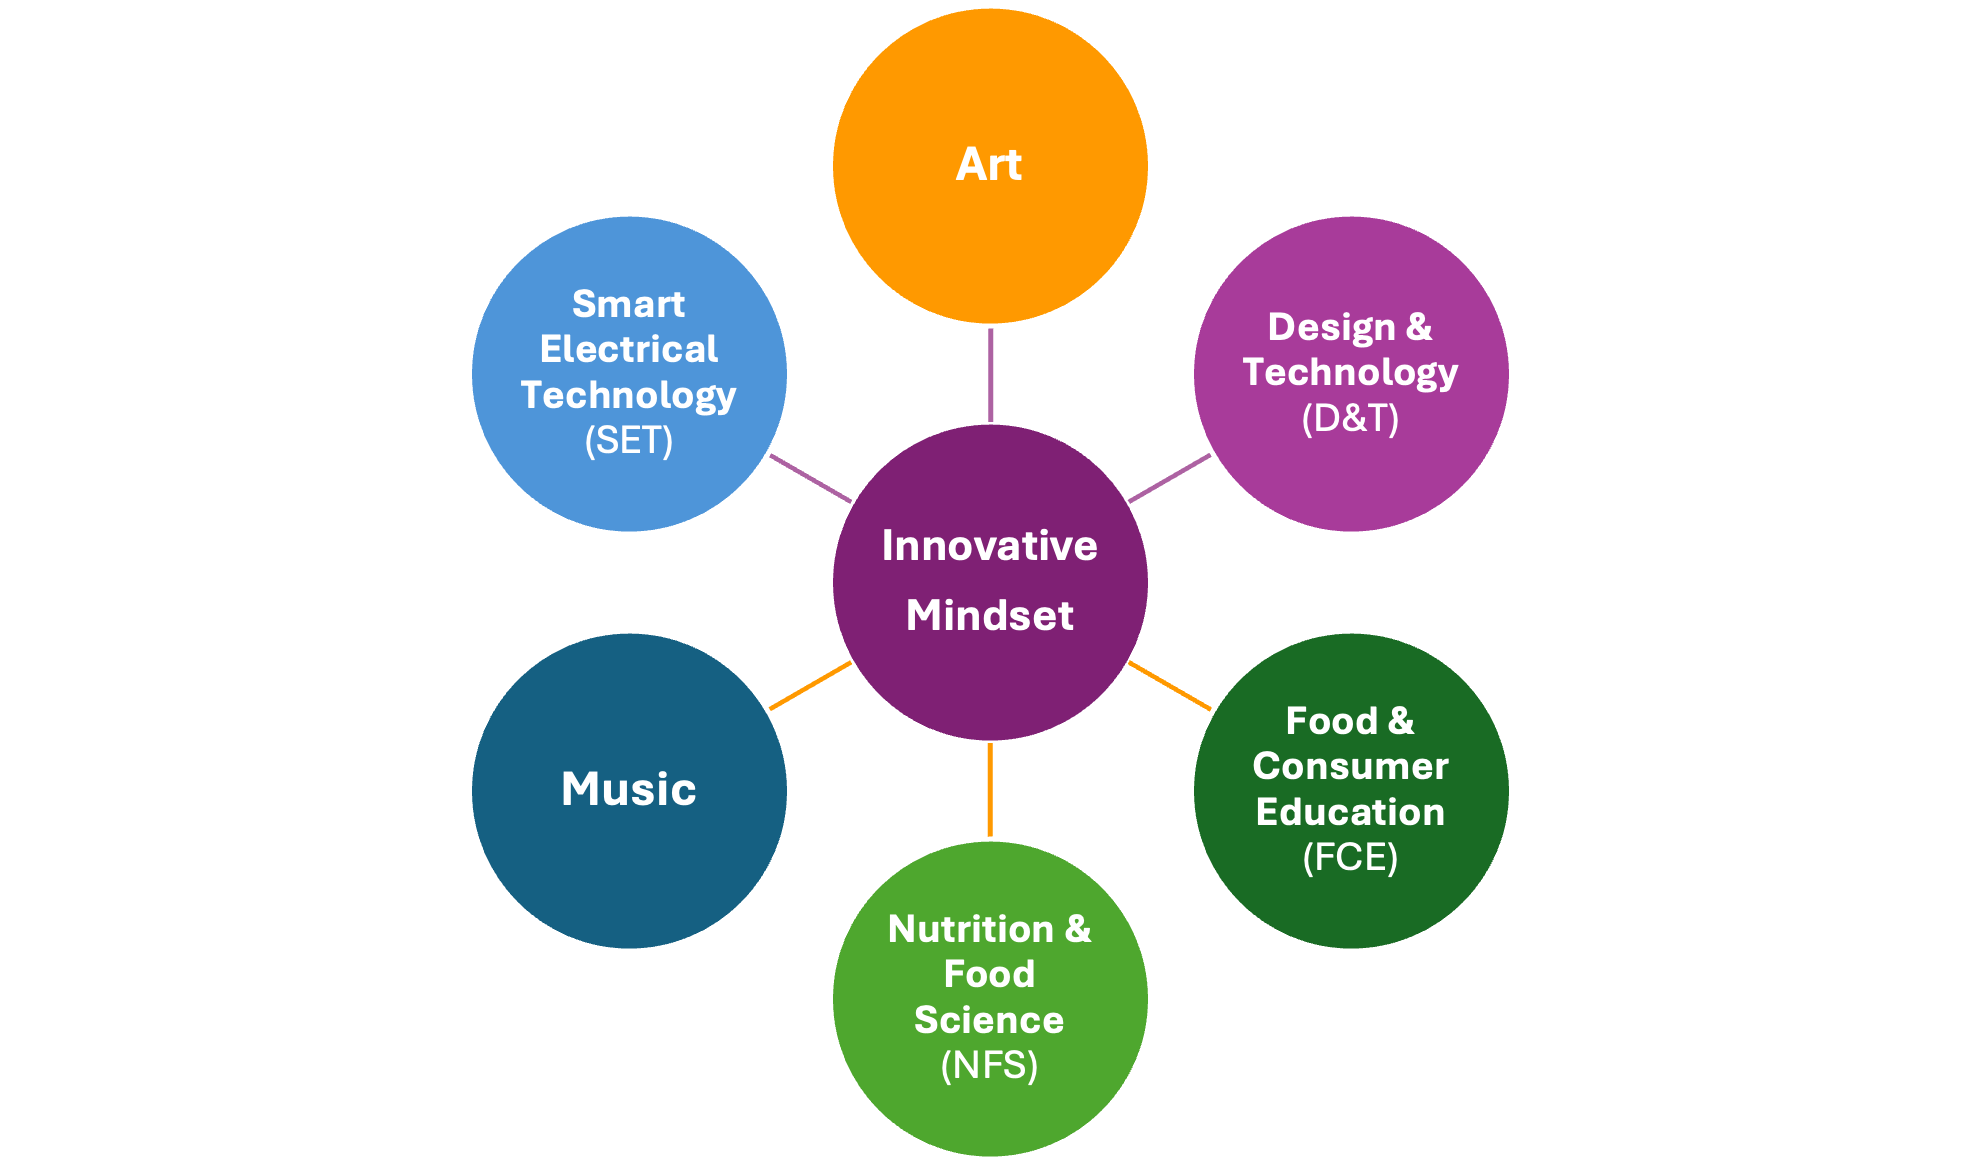 Art
Smart
Electrical
Technology
(SET)
Design &
Technology
(D&T)
Innovative
Mindset
Music
Food &
Consumer
Education
(FCE)
Nutrition &
Food
Science
(NFS)